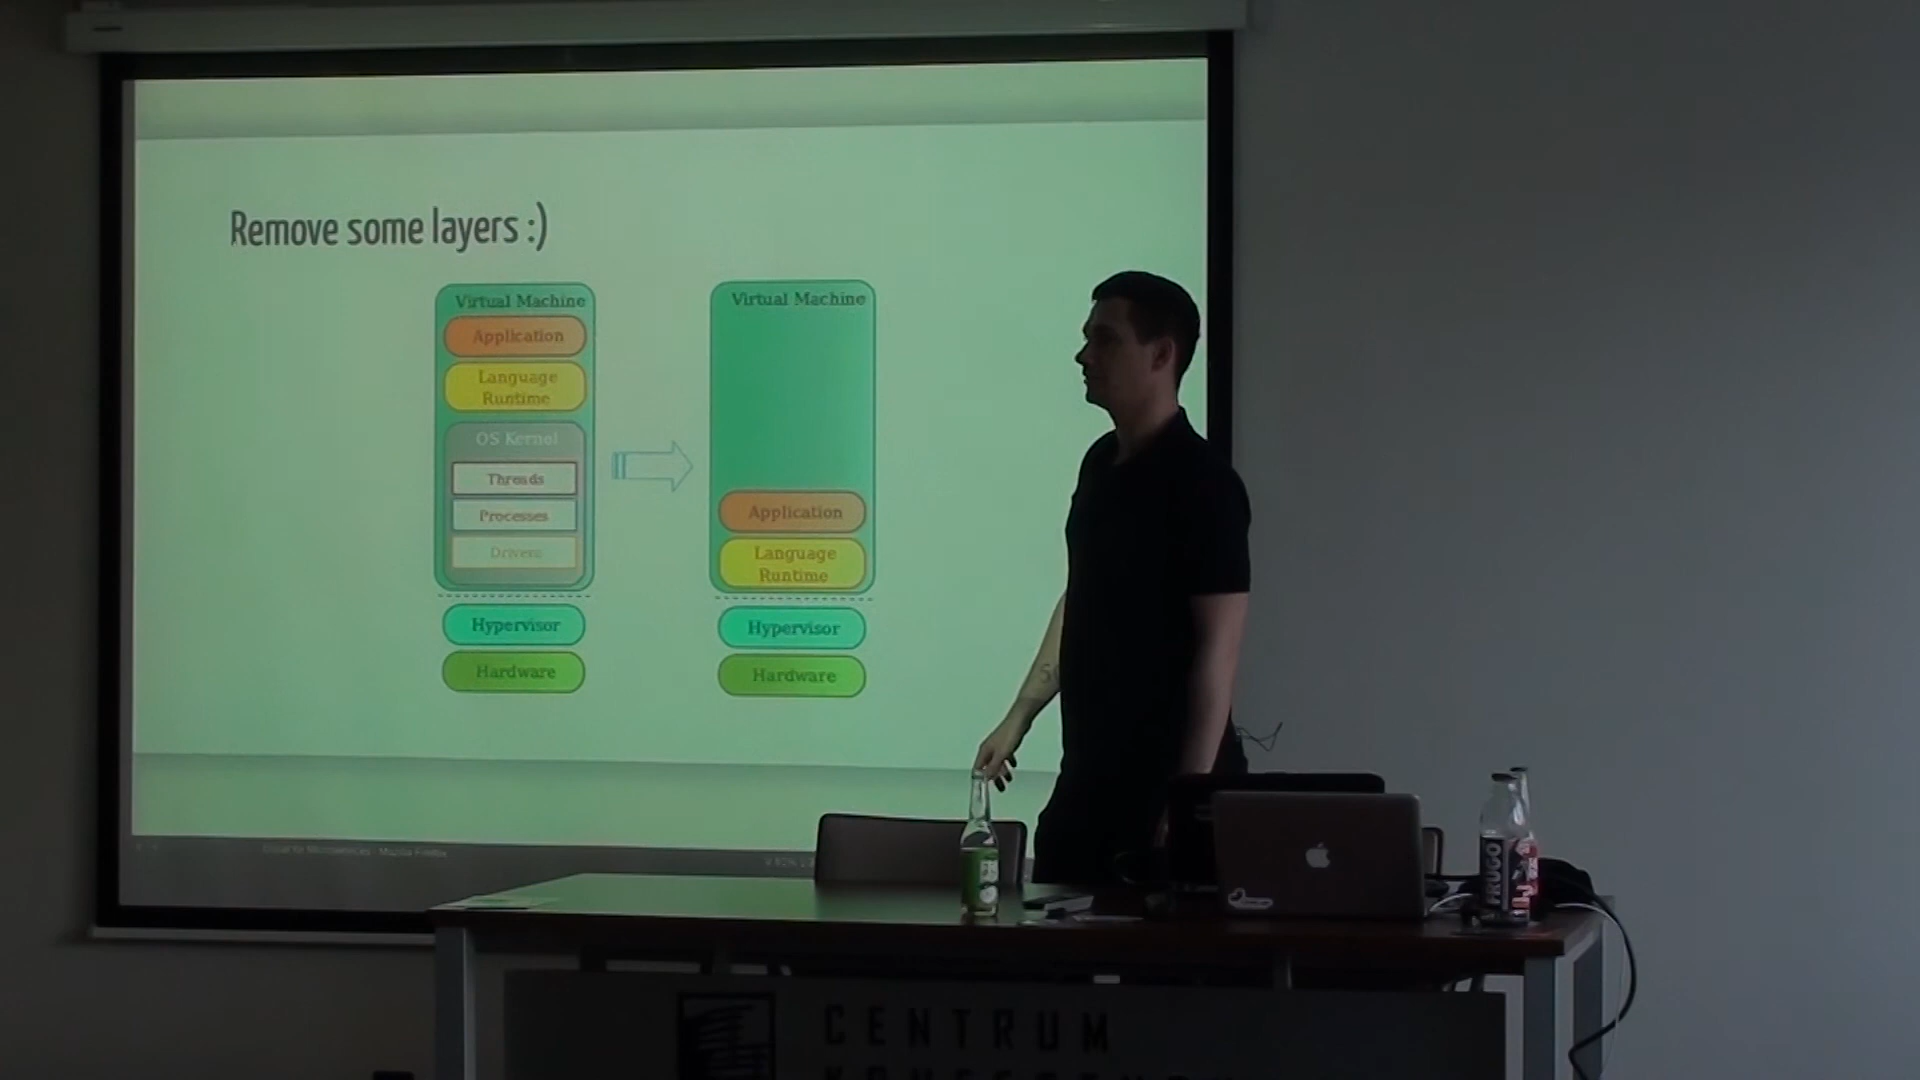 Remove some layers :)
Virtual Machine
Application
Language
Runtime
OS Kernel
Threads
Processes
Drivers
Hypervisor
Hardware
Virtual Machine
Application
Language
Runtime
Hypervisor
Hardware
FRUGO
CENTRUM